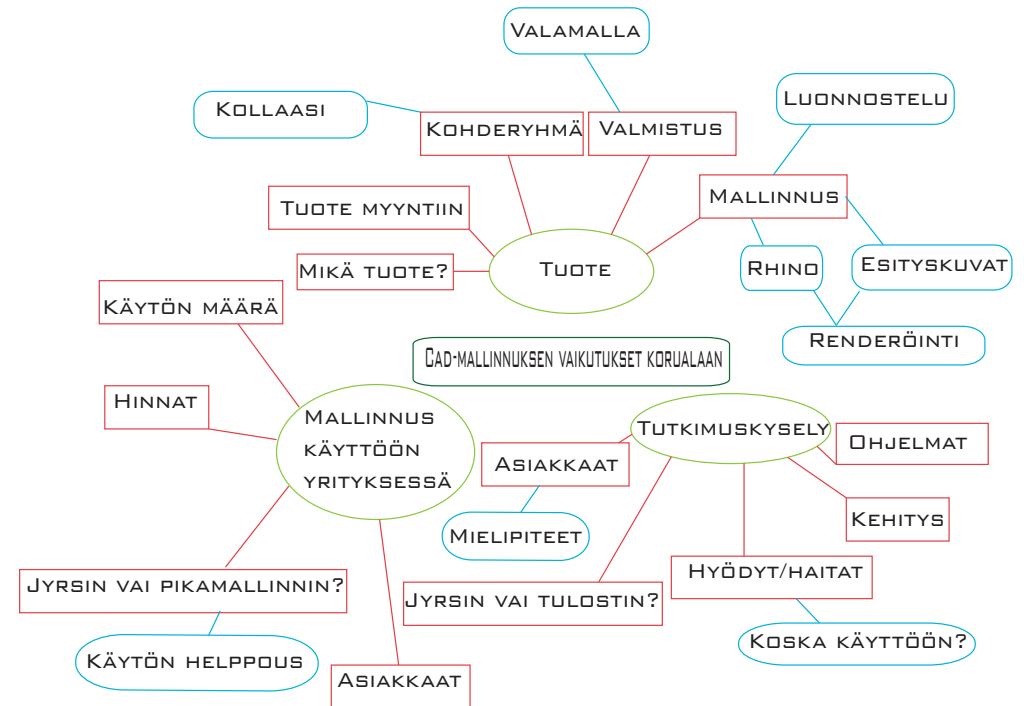 Valamalla
Kollaasi
Luonnostelu
Kohderyhmä
Valmistus
Mallinnus
Tuote myyntiin
Mikä tuote?
Tuote
Rhino
Esityskuvat
Käytön määrä
Renderöinti
Cad-mallinnuksen vaikutukset korualaan
Hinnat
Mallinnus
käyttöön
yrityksessä
Tutkimuskysely
Ohjelmat
Asiakkaat
Mielipiteet
Kehitys
Jyrsin vai pikamallinnin?
Jyrsin vai tulostin?
Hyödyt/haitat
Käytön helppous
Koska käyttöön?
Asiakkaat